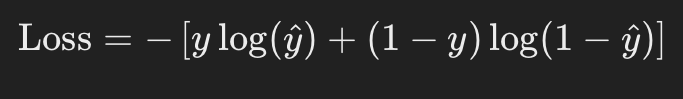 Loss = − [y log(ŷ) + (1 − y) log(1 − ŷ)]